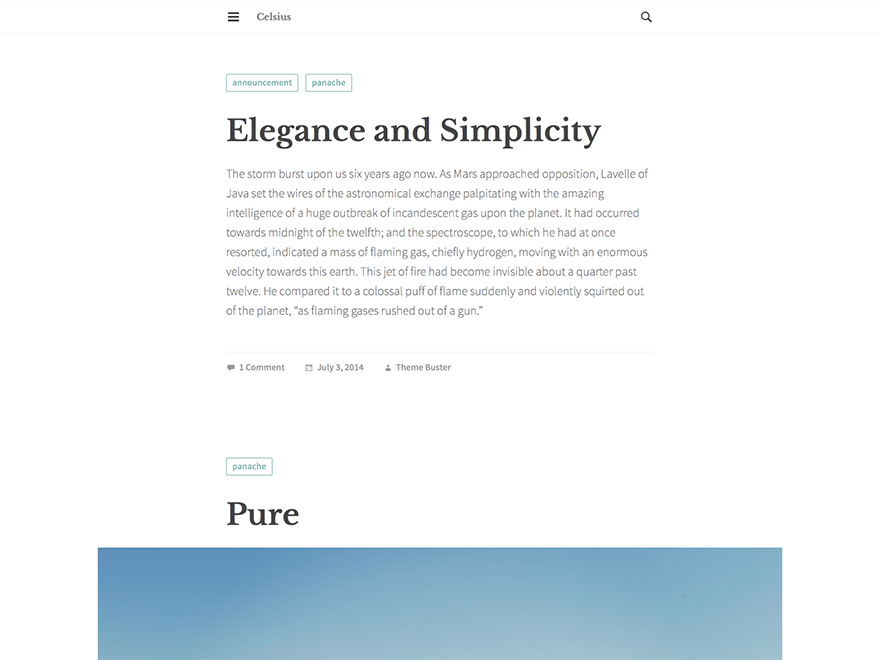 Celsius
announcement panache
Elegance and Simplicity
The storm burst upon us six years ago now. As Mars approached opposition, Lavelle of
Java set the wires of the astronomical exchange palpitating with the amazing
intelligence of a huge outbreak of incandescent gas upon the planet. It had occurred
towards midnight of the twelfth; and the spectroscope, to which he had at once
resorted, indicated a mass of flaming gas, chiefly hydrogen, moving with an enormous
velocity towards this earth. This jet of fire had become invisible about a quarter past
twelve. He compared it to a colossal puff of flame suddenly and violently squirted out
of the planet, “as flaming gases rushed out of a gun.”
1 Comment July 3, 2014 Theme Buster
panache
Pure